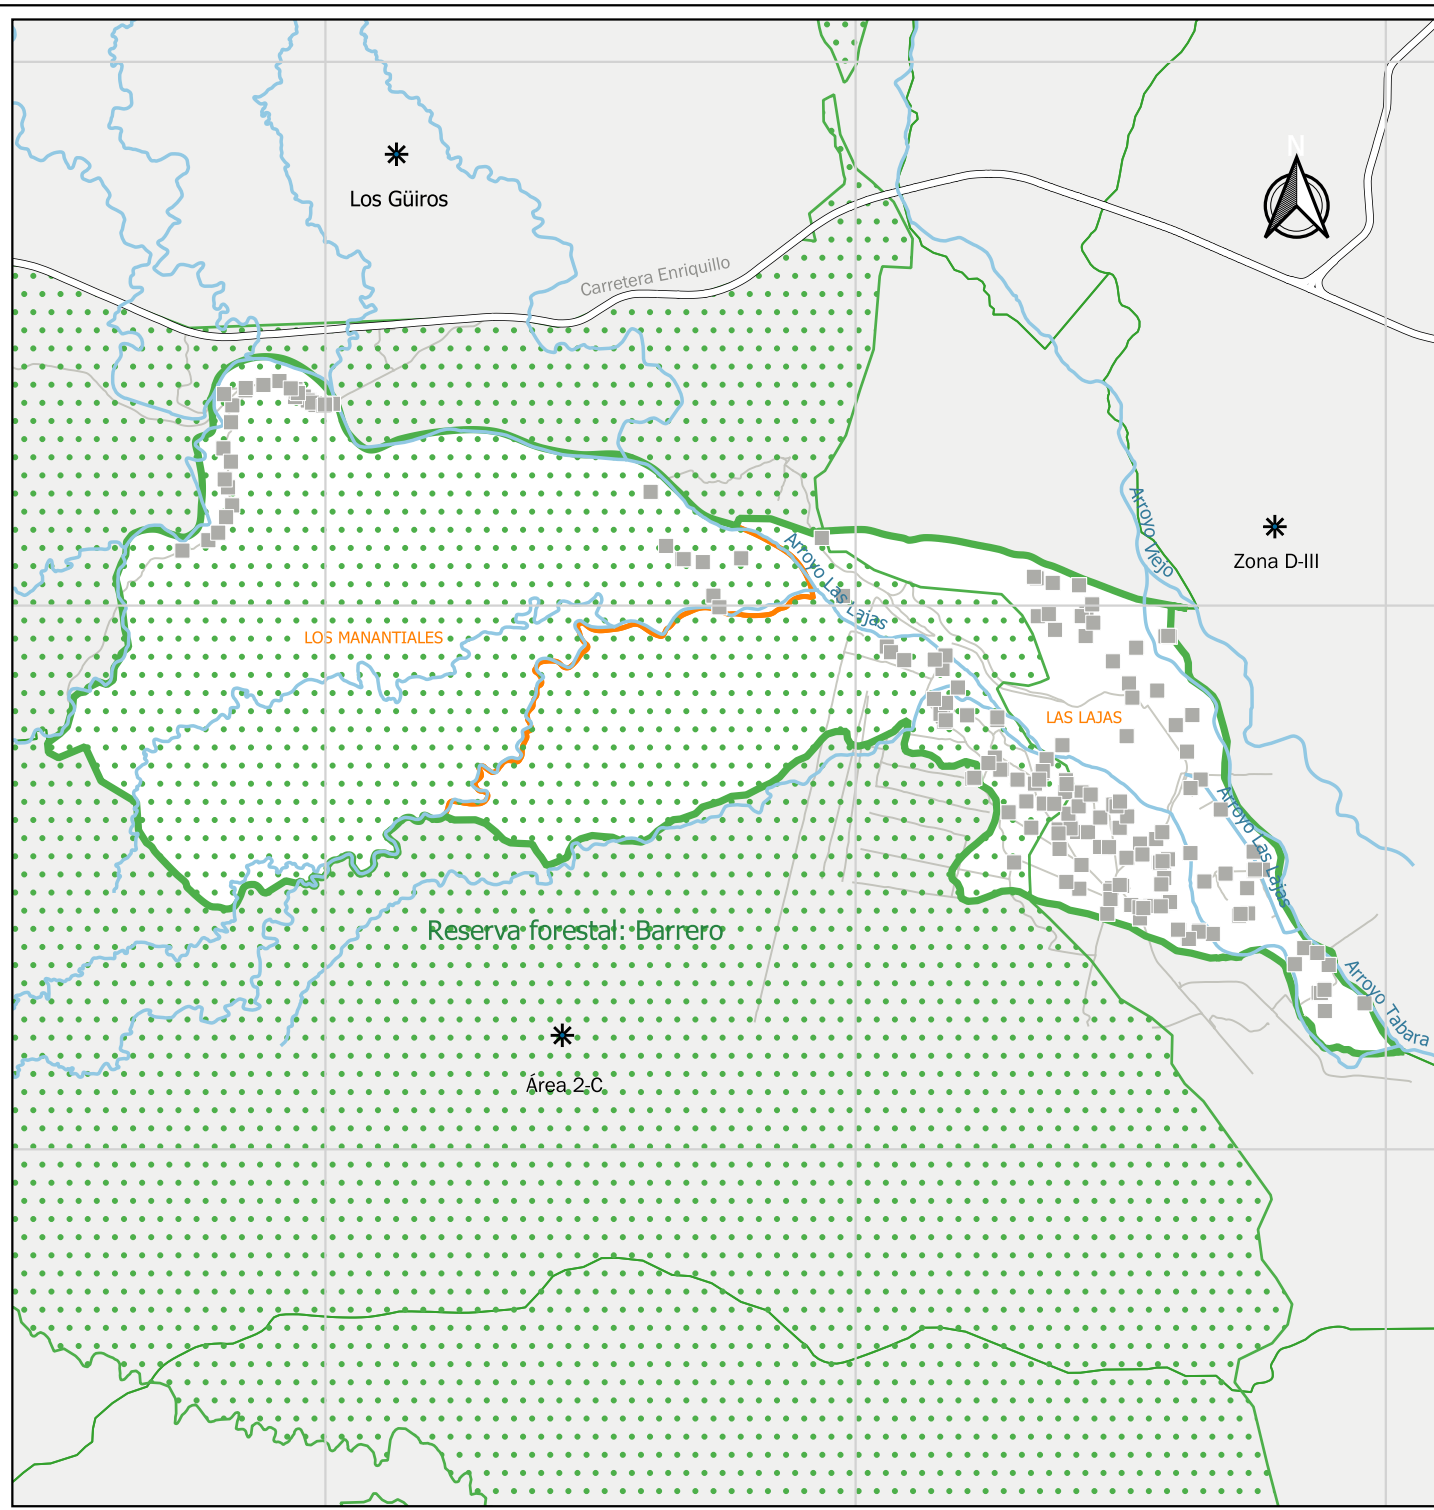 N
Los Güiros
Carretera Enriquillo
Arroyo Viejo
Zona D-III
Arroyo Las Lajas
LOS MANANTIALES
LAS LAJAS
Arroyo Las Lajas
Reserva forestal: Barrero
Arroyo Tabara
Área 2-C